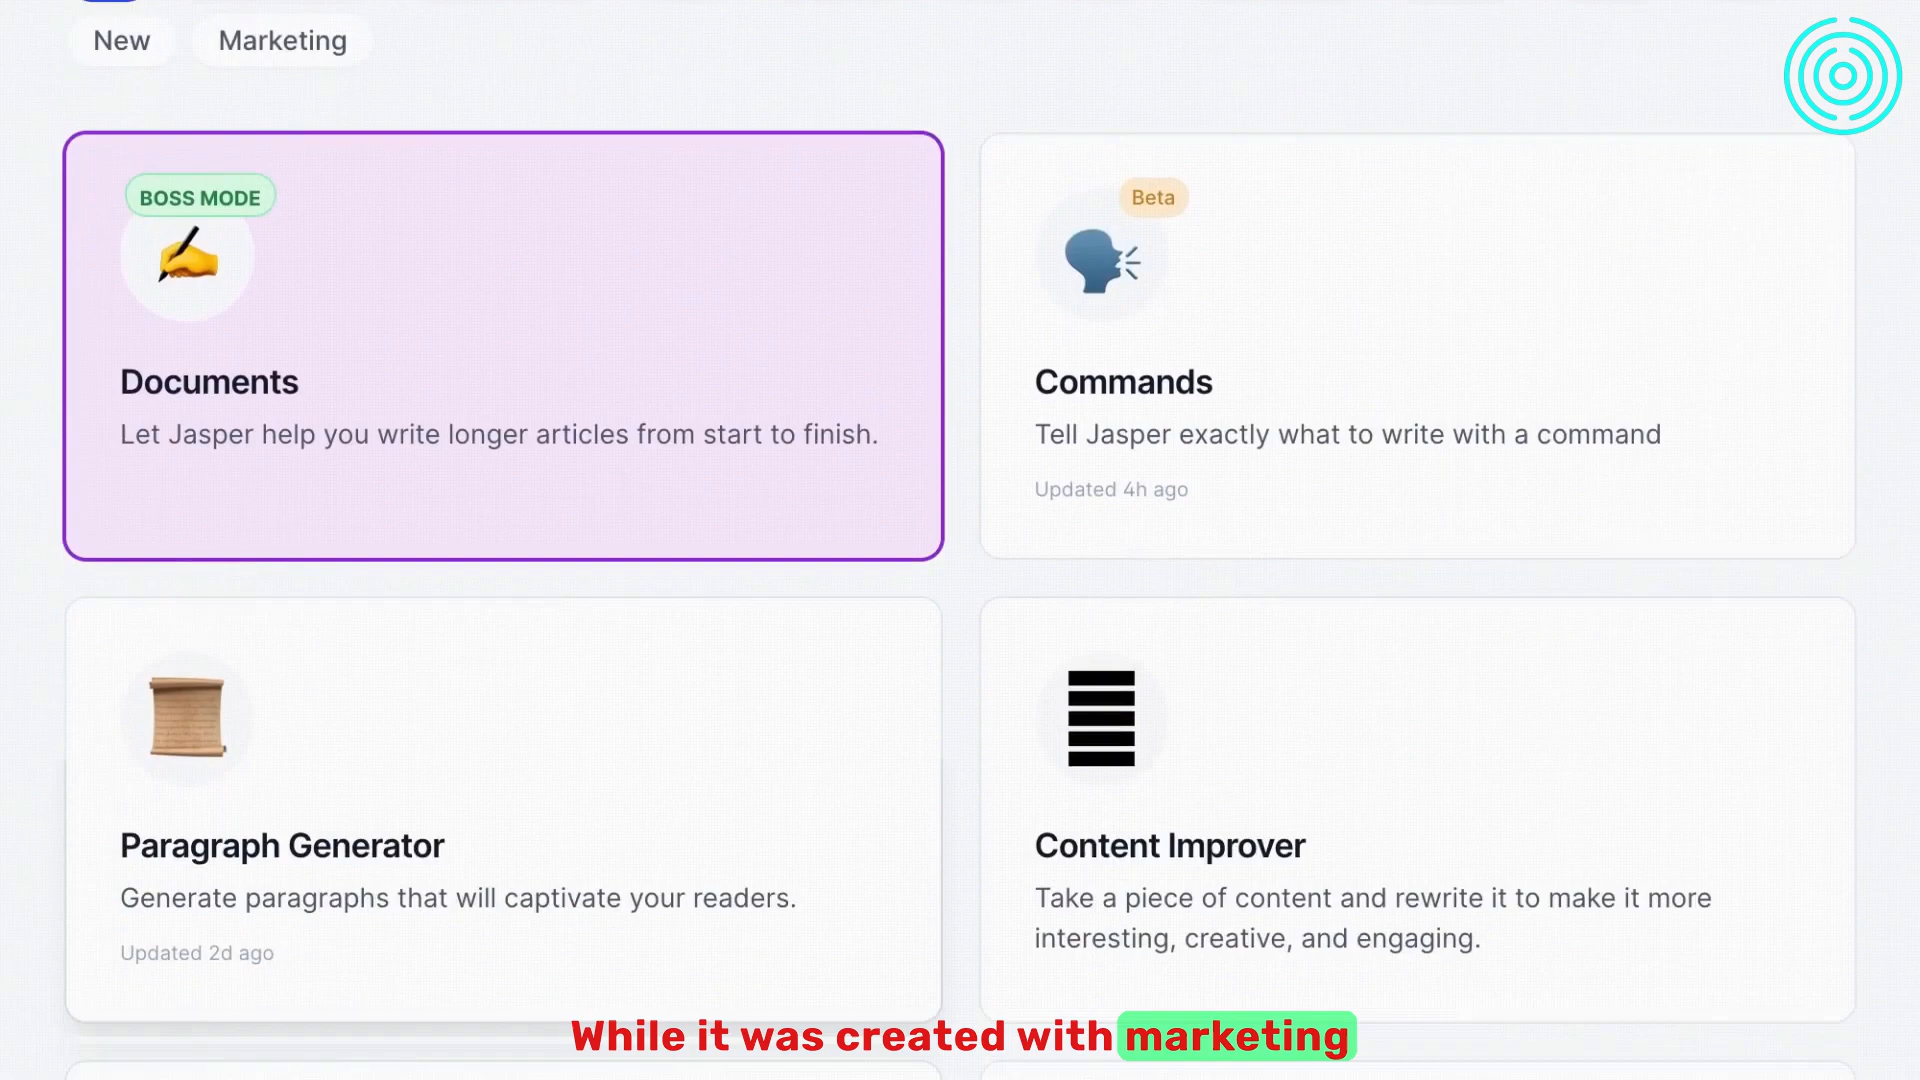 New
Marketing
BOSS MODE
Documents
Let Jasper help you write longer articles from start to finish.
Beta
Commands
Tell Jasper exactly what to write with a command
Updated 4h ago
Paragraph Generator
Generate paragraphs that will captivate your readers.
Updated 2d ago
Content Improver
Take a piece of content and rewrite it to make it more
interesting, creative, and engaging.
While it was created with marketing